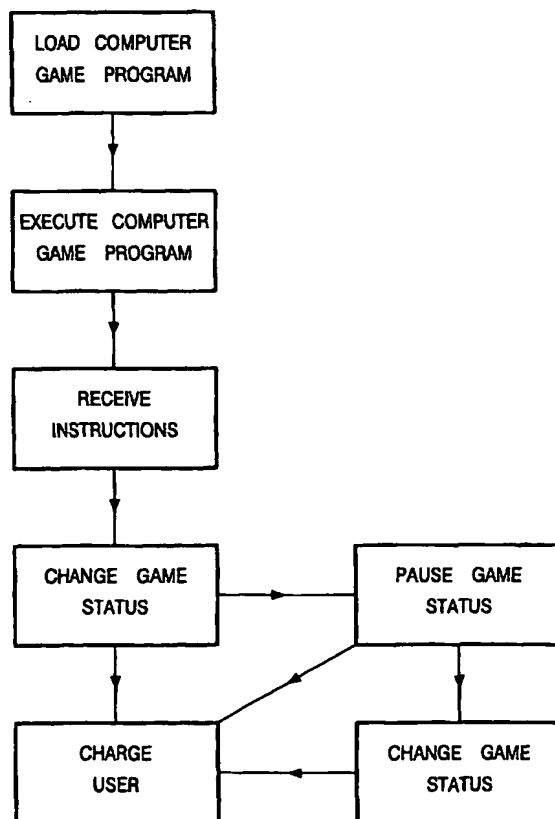 LOAD COMPUTER
GAME PROGRAM
EXECUTE COMPUTER
GAME PROGRAM
RECEIVE
INSTRUCTIONS
CHANGE GAME
STATUS
PAUSE GAME
STATUS
CHARGE
USER
CHANGE GAME
STATUS